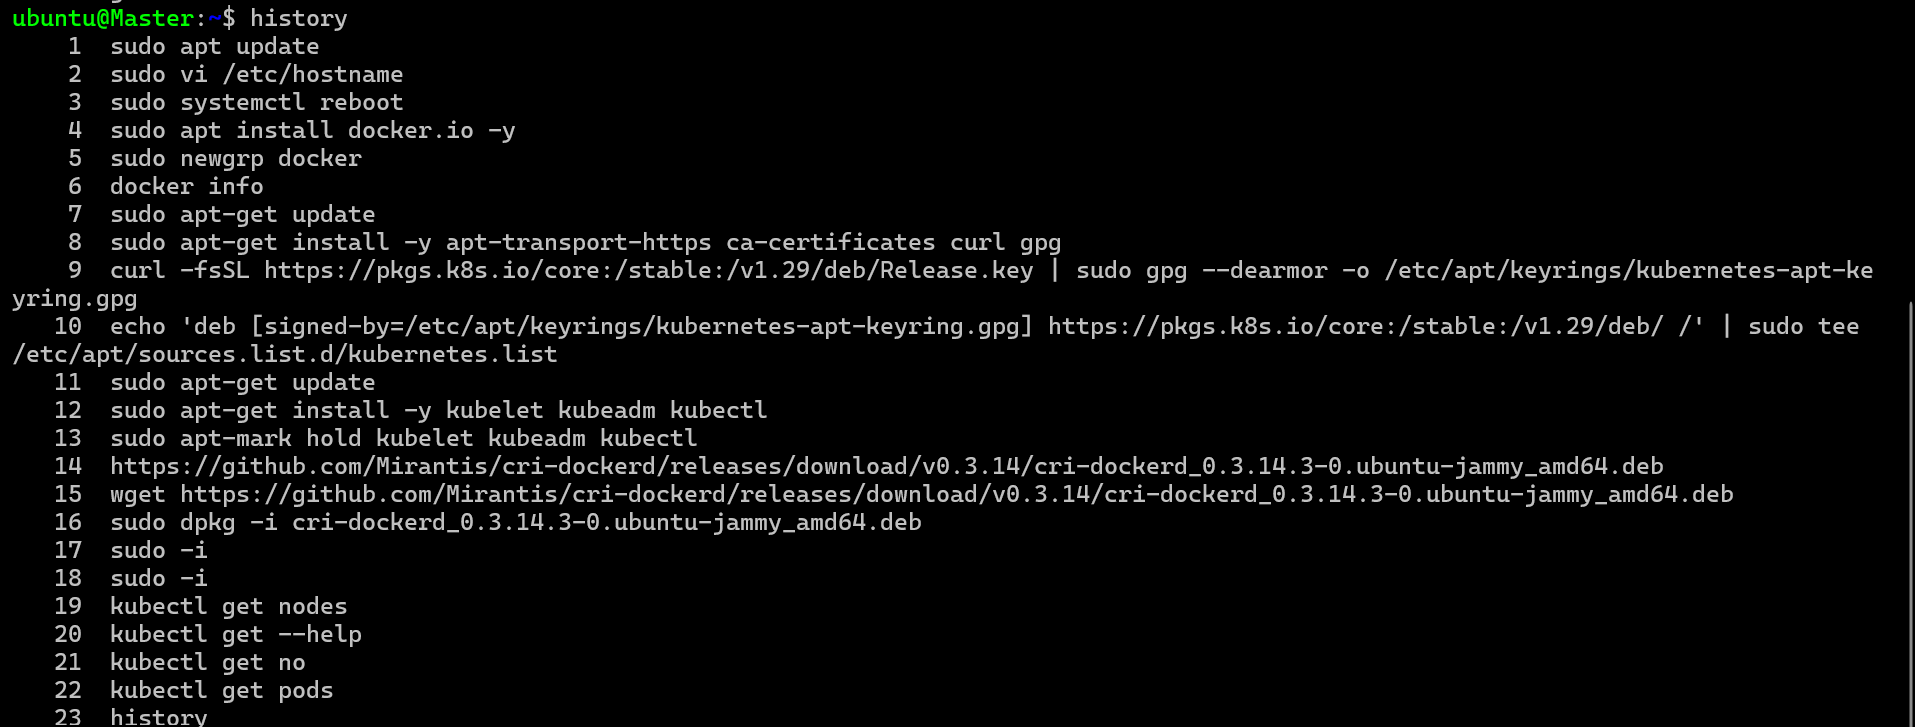 ubuntu@Master:~$ history
    1  sudo apt update
    2  sudo vi /etc/hostname
    3  sudo systemctl reboot
    4  sudo apt install docker.io -y
    5  sudo newgrp docker
    6  docker info
    7  sudo apt-get update
    8  sudo apt-get install -y apt-transport-https ca-certificates curl gpg
    9  curl -fsSL https://pkgs.k8s.io/core:/stable:/v1.29/deb/Release.key | sudo gpg --dearmor -o /etc/apt/keyrings/kubernetes-apt-ke
yring.gpg
   10  echo 'deb [signed-by=/etc/apt/keyrings/kubernetes-apt-keyring.gpg] https://pkgs.k8s.io/core:/stable:/v1.29/deb/ /' | sudo tee
/etc/apt/sources.list.d/kubernetes.list
   11  sudo apt-get update
   12  sudo apt-get install -y kubelet kubeadm kubectl
   13  sudo apt-mark hold kubelet kubeadm kubectl
   14  https://github.com/Mirantis/cri-dockerd/releases/download/v0.3.14/cri-dockerd_0.3.14.3-0.ubuntu-jammy_amd64.deb
   15  wget https://github.com/Mirantis/cri-dockerd/releases/download/v0.3.14/cri-dockerd_0.3.14.3-0.ubuntu-jammy_amd64.deb
   16  sudo dpkg -i cri-dockerd_0.3.14.3-0.ubuntu-jammy_amd64.deb
   17  sudo -i
   18  sudo -i
   19  kubectl get nodes
   20  kubectl get --help
   21  kubectl get no
   22  kubectl get pods
   23  history